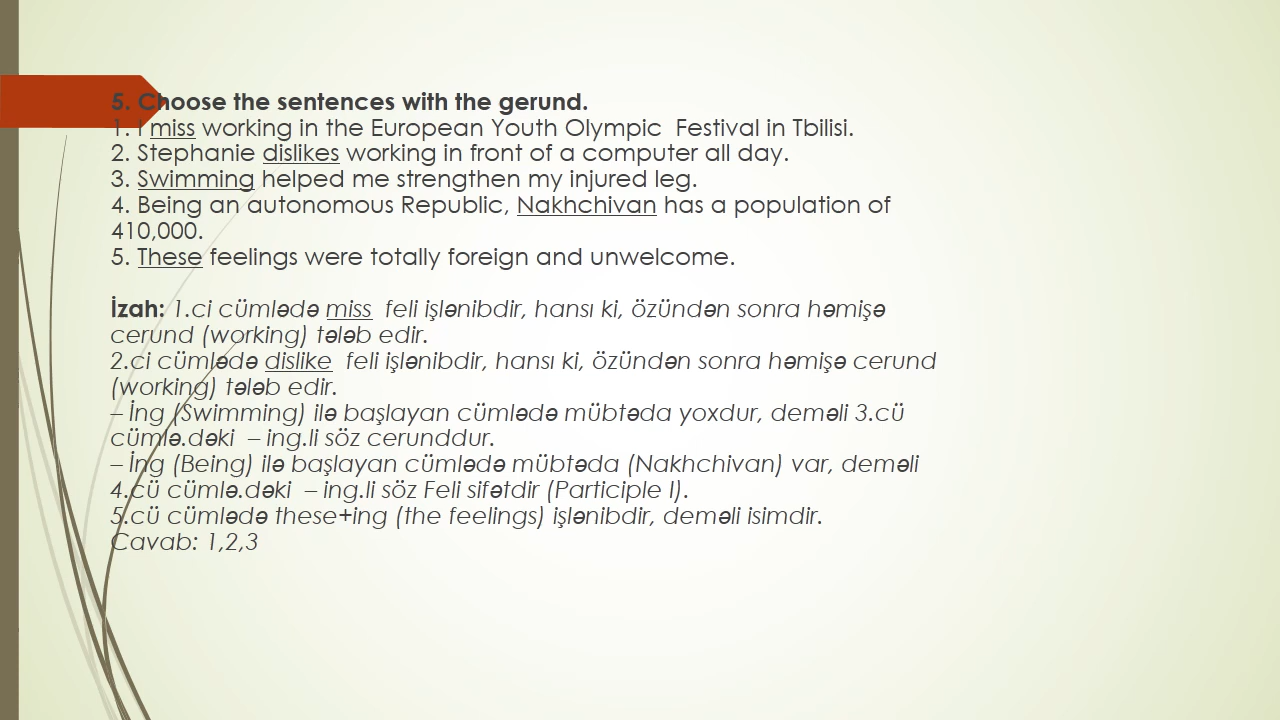 5. Choose the sentences with the gerund.
1. I miss working in the European Youth Olympic  Festival in Tbilisi.
2. Stephanie dislikes working in front of a computer all day.
3. Swimming helped me strengthen my injured leg.
4. Being an autonomous Republic, Nakhchivan has a population of
410,000.
5. These feelings were totally foreign and unwelcome.
İzah: 1.ci cümlədə miss  feli işlənibdir, hansı ki, özündən sonra həmişə
cerund (working) tələb edir.
2.ci cümlədə dislike  feli işlənibdir, hansı ki, özündən sonra həmişə cerund
(working) tələb edir.
– İng (Swimming) ilə başlayan cümlədə mübtəda yoxdur, deməli 3.cü
cümlə.dəki  – ing.li söz cerunddur.
– İng (Being) ilə başlayan cümlədə mübtəda (Nakhchivan) var, deməli
4.cü cümlə.dəki  – ing.li söz Feli sifətdir (Participle I).
5.cü cümlədə these+ing (the feelings) işlənibdir, deməli isimdir.
Cavab: 1,2,3